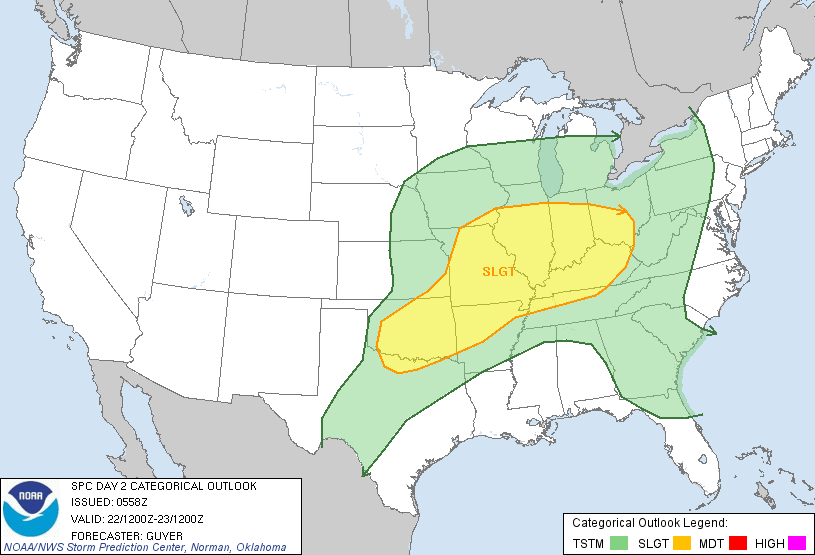 SLGT
NOAA
SPC DAY 2 CATEGORICAL OUTLOOK
ISSUED: 0558Z
VALID: 22/1200Z-23/1200Z
FORECASTER: GUYER
NOAA/NWS Storm Prediction Center, Norman, Oklahoma
Categorical Outlook Legend:
TSTM SLGT MDT HIGH